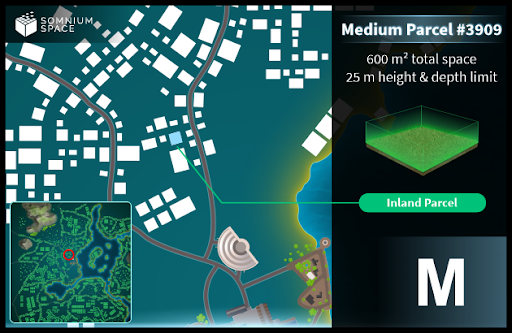 SOMNIUM
SPACE
Medium Parcel #3909
600 m² total space
25 m height & depth limit
Inland Parcel
M